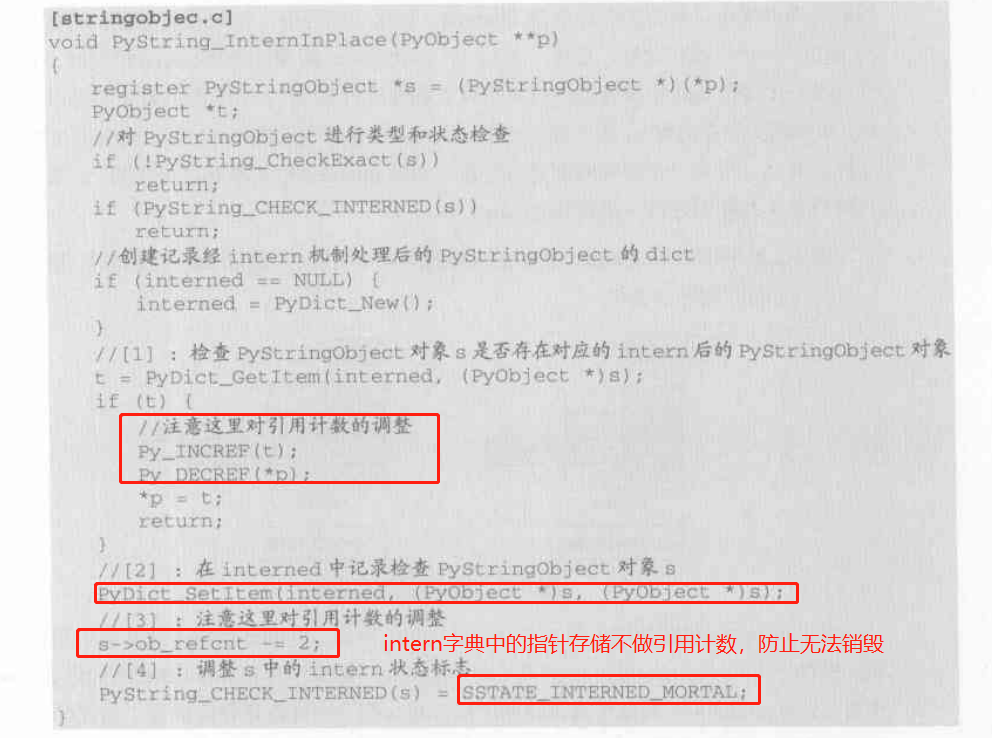 [stringobjec.c]
void PyString_InternInPlace(PyObject **p)
{
register PyStringObject *s = (PyStringObject *)(*p);
PyObject *t;
//对 PyStringObject 进行类型和状态检查
if (!PyString_CheckExact(s))
return;
if (PyString_CHECK_INTERNED(s))
return;
//创建记录经 intern 机制处理后的 PyStringObject 的 dict
if (interned == NULL) {
interned = PyDict_New();
}
//[1] : 检查 PyStringObject 对象 s 是否存在对应的 intern 后的 PyStringObject 对象
t = PyDict_GetItem(interned, (PyObject *)s);
if (t) {
//注意这里对引用计数的调整
Py_INCREF(t);
Py_DECREF(*p);
*p = t;
return;
}
//[2] : 在 interned 中记录检查 PyStringObject 对象 s
PyDict_SetItem(interned, (PyObject *)s, (PyObject *)s);
//[3] : 注意这里对引用计数的调整
s->ob_refcnt -= 2; intern字典中的指针存储不做引用计数，防止无法销毁
//[4] : 调整 s 中的 intern 状态标志
PyString_CHECK_INTERNED(s) = SSTATE_INTERNED_MORTAL;
}